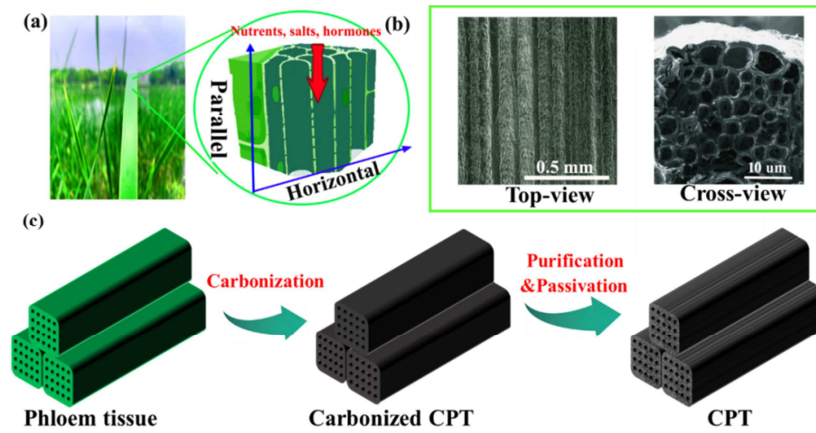 (a)
Nutrients, salts, hormones
(b)
Parallel
Horizontal
0.5 mm
10 um
Top-view
Cross-view
(c)
Carbonization
Purification
&Passivation
Phloem tissue
Carbonized CPT
CPT